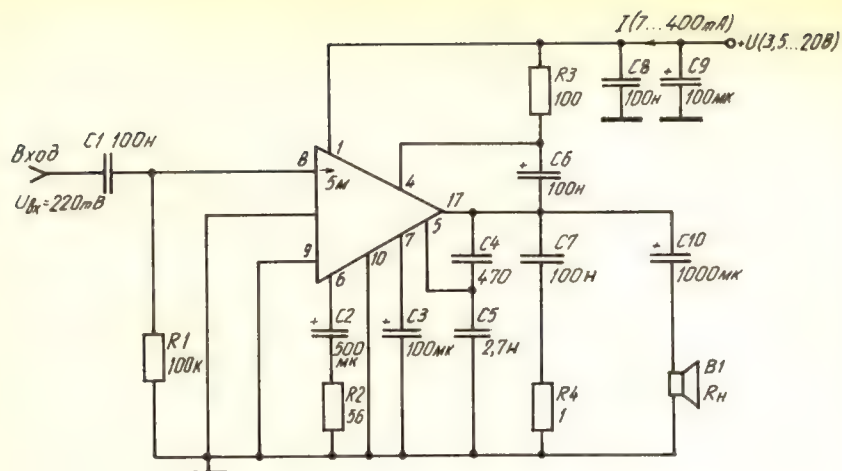 I(7...400mA)
+U(3,5...20В)
R3
100
C8
100н
+
C9
100мк
C1 100н
Вход
Uвх=220mВ
8
1
5м
4
+
C6
100н
17
5
9
10
7
6
C4
470
C7
100н
+
C10
1000мк
R1
100к
+
C2
500
мк
+
C3
100мк
C5
2,7н
R2
56
R4
1
B1
Rн